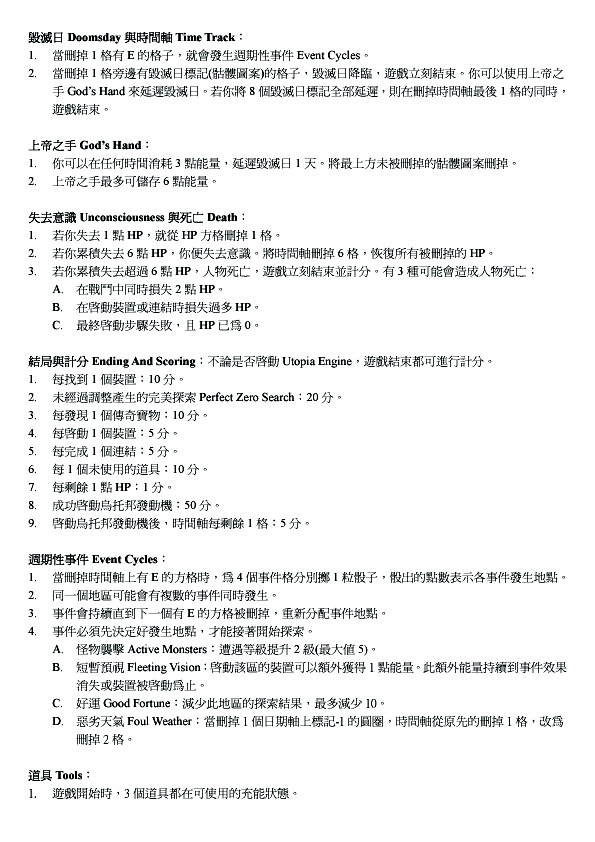 毀滅日 Doomsday 與時間軸 Time Track：
1. 當刪掉 1 格有 E 的格子，就會發生週期性事件 Event Cycles。
2. 當刪掉 1 格旁邊有毀滅日標記(骷髏圖案)的格子，毀滅日降臨，遊戲立刻結束。你可以使用上帝之
手 God's Hand 來延遲毀滅日。若你將 8 個毀滅日標記全部延遲，則在刪掉時間軸最後 1 格的同時，
遊戲結束。
上帝之手 God's Hand：
1. 你可以在任何時間消耗 3 點能量，延遲毀滅日 1 天。將最上方未被刪掉的骷髏圖案刪掉。
2. 上帝之手最多可儲存 6 點能量。
失去意識 Unconsciousness 與死亡 Death：
1. 若你失去 1 點 HP，就從 HP 方格刪掉 1 格。
2. 若你累積失去 6 點 HP，你便失去意識。將時間軸刪掉 6 格，恢復所有被刪掉的 HP。
3. 若你累積失去超過 6 點 HP，人物死亡，遊戲立刻結束並計分。有 3 種可能會造成人物死亡：
A. 在戰鬥中同時損失 2 點 HP。
B. 在啓動裝置或連結時損失過多 HP。
C. 最終啓動步驟失敗，且 HP 已爲 0。
結局與計分 Ending And Scoring：不論是否啓動 Utopia Engine，遊戲結束都可進行計分。
1. 每找到 1 個裝置：10 分。
2. 未經過調整產生的完美探索 Perfect Zero Search：20 分。
3. 每發現 1 個傳奇寶物：10 分。
4. 每啓動 1 個裝置：5 分。
5. 每完成 1 個連結：5 分。
6. 每 1 個未使用的道具：10 分。
7. 每剩餘 1 點 HP：1 分。
8. 成功啓動烏托邦發動機：50 分。
9. 啓動烏托邦發動機後，時間軸每剩餘 1 格：5 分。
週期性事件 Event Cycles：
1. 當刪掉時間軸上有 E 的方格時，爲 4 個事件格分別擲 1 粒骰子，骰出的點數表示各事件發生地點。
2. 同一個地區可能會有複數的事件同時發生。
3. 事件會持續直到下一個有 E 的方格被刪掉，重新分配事件地點。
4. 事件必須先決定好發生地點，才能接著開始探索。
A. 怪物襲擊 Active Monsters：遭遇等級提升 2 級(最大值 5)。
B. 短暫預視 Fleeting Vision：啓動該區的裝置可以額外獲得 1 點能量。此額外能量持續到事件效果
消失或裝置被啓動爲止。
C. 好運 Good Fortune：減少此地區的探索結果，最多減少 10。
D. 惡劣天氣 Foul Weather：當刪掉 1 個日期軸上標記-1 的圓圈，時間軸從原先的刪掉 1 格，改爲
刪掉 2 格。
道具 Tools：
1. 遊戲開始時，3 個道具都在可使用的充能狀態。